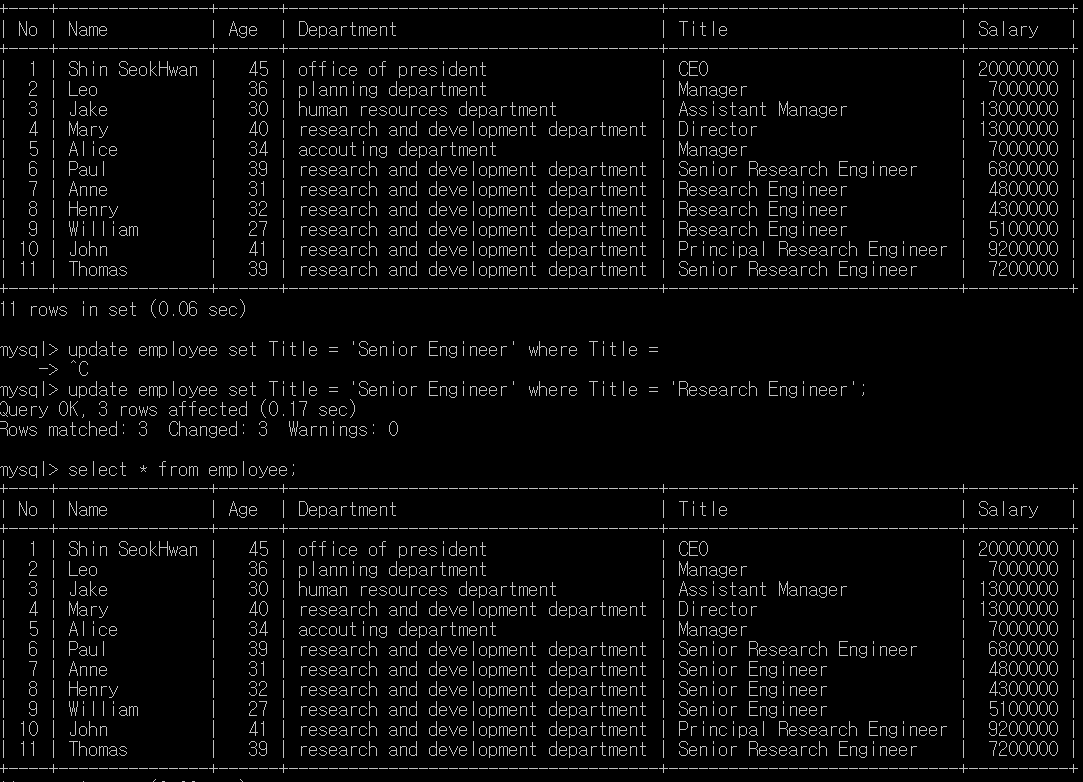 | No | Name | Age | Department | Title | Salary |
| 1 | Shin SeokHwan | 45 | office of president | CEO | 20000000 |
| 2 | Leo | 36 | planning department | Manager | 7000000 |
| 3 | Jake | 30 | human resources department | Assistant Manager | 13000000 |
| 4 | Mary | 40 | research and development department | Director | 13000000 |
| 5 | Alice | 34 | accouting department | Manager | 7000000 |
| 6 | Paul | 39 | research and development department | Senior Research Engineer | 6800000 |
| 7 | Anne | 31 | research and development department | Research Engineer | 4800000 |
| 8 | Henry | 32 | research and development department | Research Engineer | 4300000 |
| 9 | William | 27 | research and development department | Research Engineer | 5100000 |
| 10 | John | 41 | research and development department | Principal Research Engineer | 9200000 |
| 11 | Thomas | 39 | research and development department | Senior Research Engineer | 7200000 |
11 rows in set (0.06 sec)
mysql> update employee set Title = 'Senior Engineer' where Title =
-> ^C
mysql> update employee set Title = 'Senior Engineer' where Title = 'Research Engineer';
Query OK, 3 rows affected (0.17 sec)
Rows matched: 3 Changed: 3 Warnings: 0
mysql> select * from employee;
| No | Name | Age | Department | Title | Salary |
| 1 | Shin SeokHwan | 45 | office of president | CEO | 20000000 |
| 2 | Leo | 36 | planning department | Manager | 7000000 |
| 3 | Jake | 30 | human resources department | Assistant Manager | 13000000 |
| 4 | Mary | 40 | research and development department | Director | 13000000 |
| 5 | Alice | 34 | accouting department | Manager | 7000000 |
| 6 | Paul | 39 | research and development department | Senior Research Engineer | 6800000 |
| 7 | Anne | 31 | research and development department | Senior Engineer | 4800000 |
| 8 | Henry | 32 | research and development department | Senior Engineer | 4300000 |
| 9 | William | 27 | research and development department | Senior Engineer | 5100000 |
| 10 | John | 41 | research and development department | Principal Research Engineer | 9200000 |
| 11 | Thomas | 39 | research and development department | Senior Research Engineer | 7200000 |